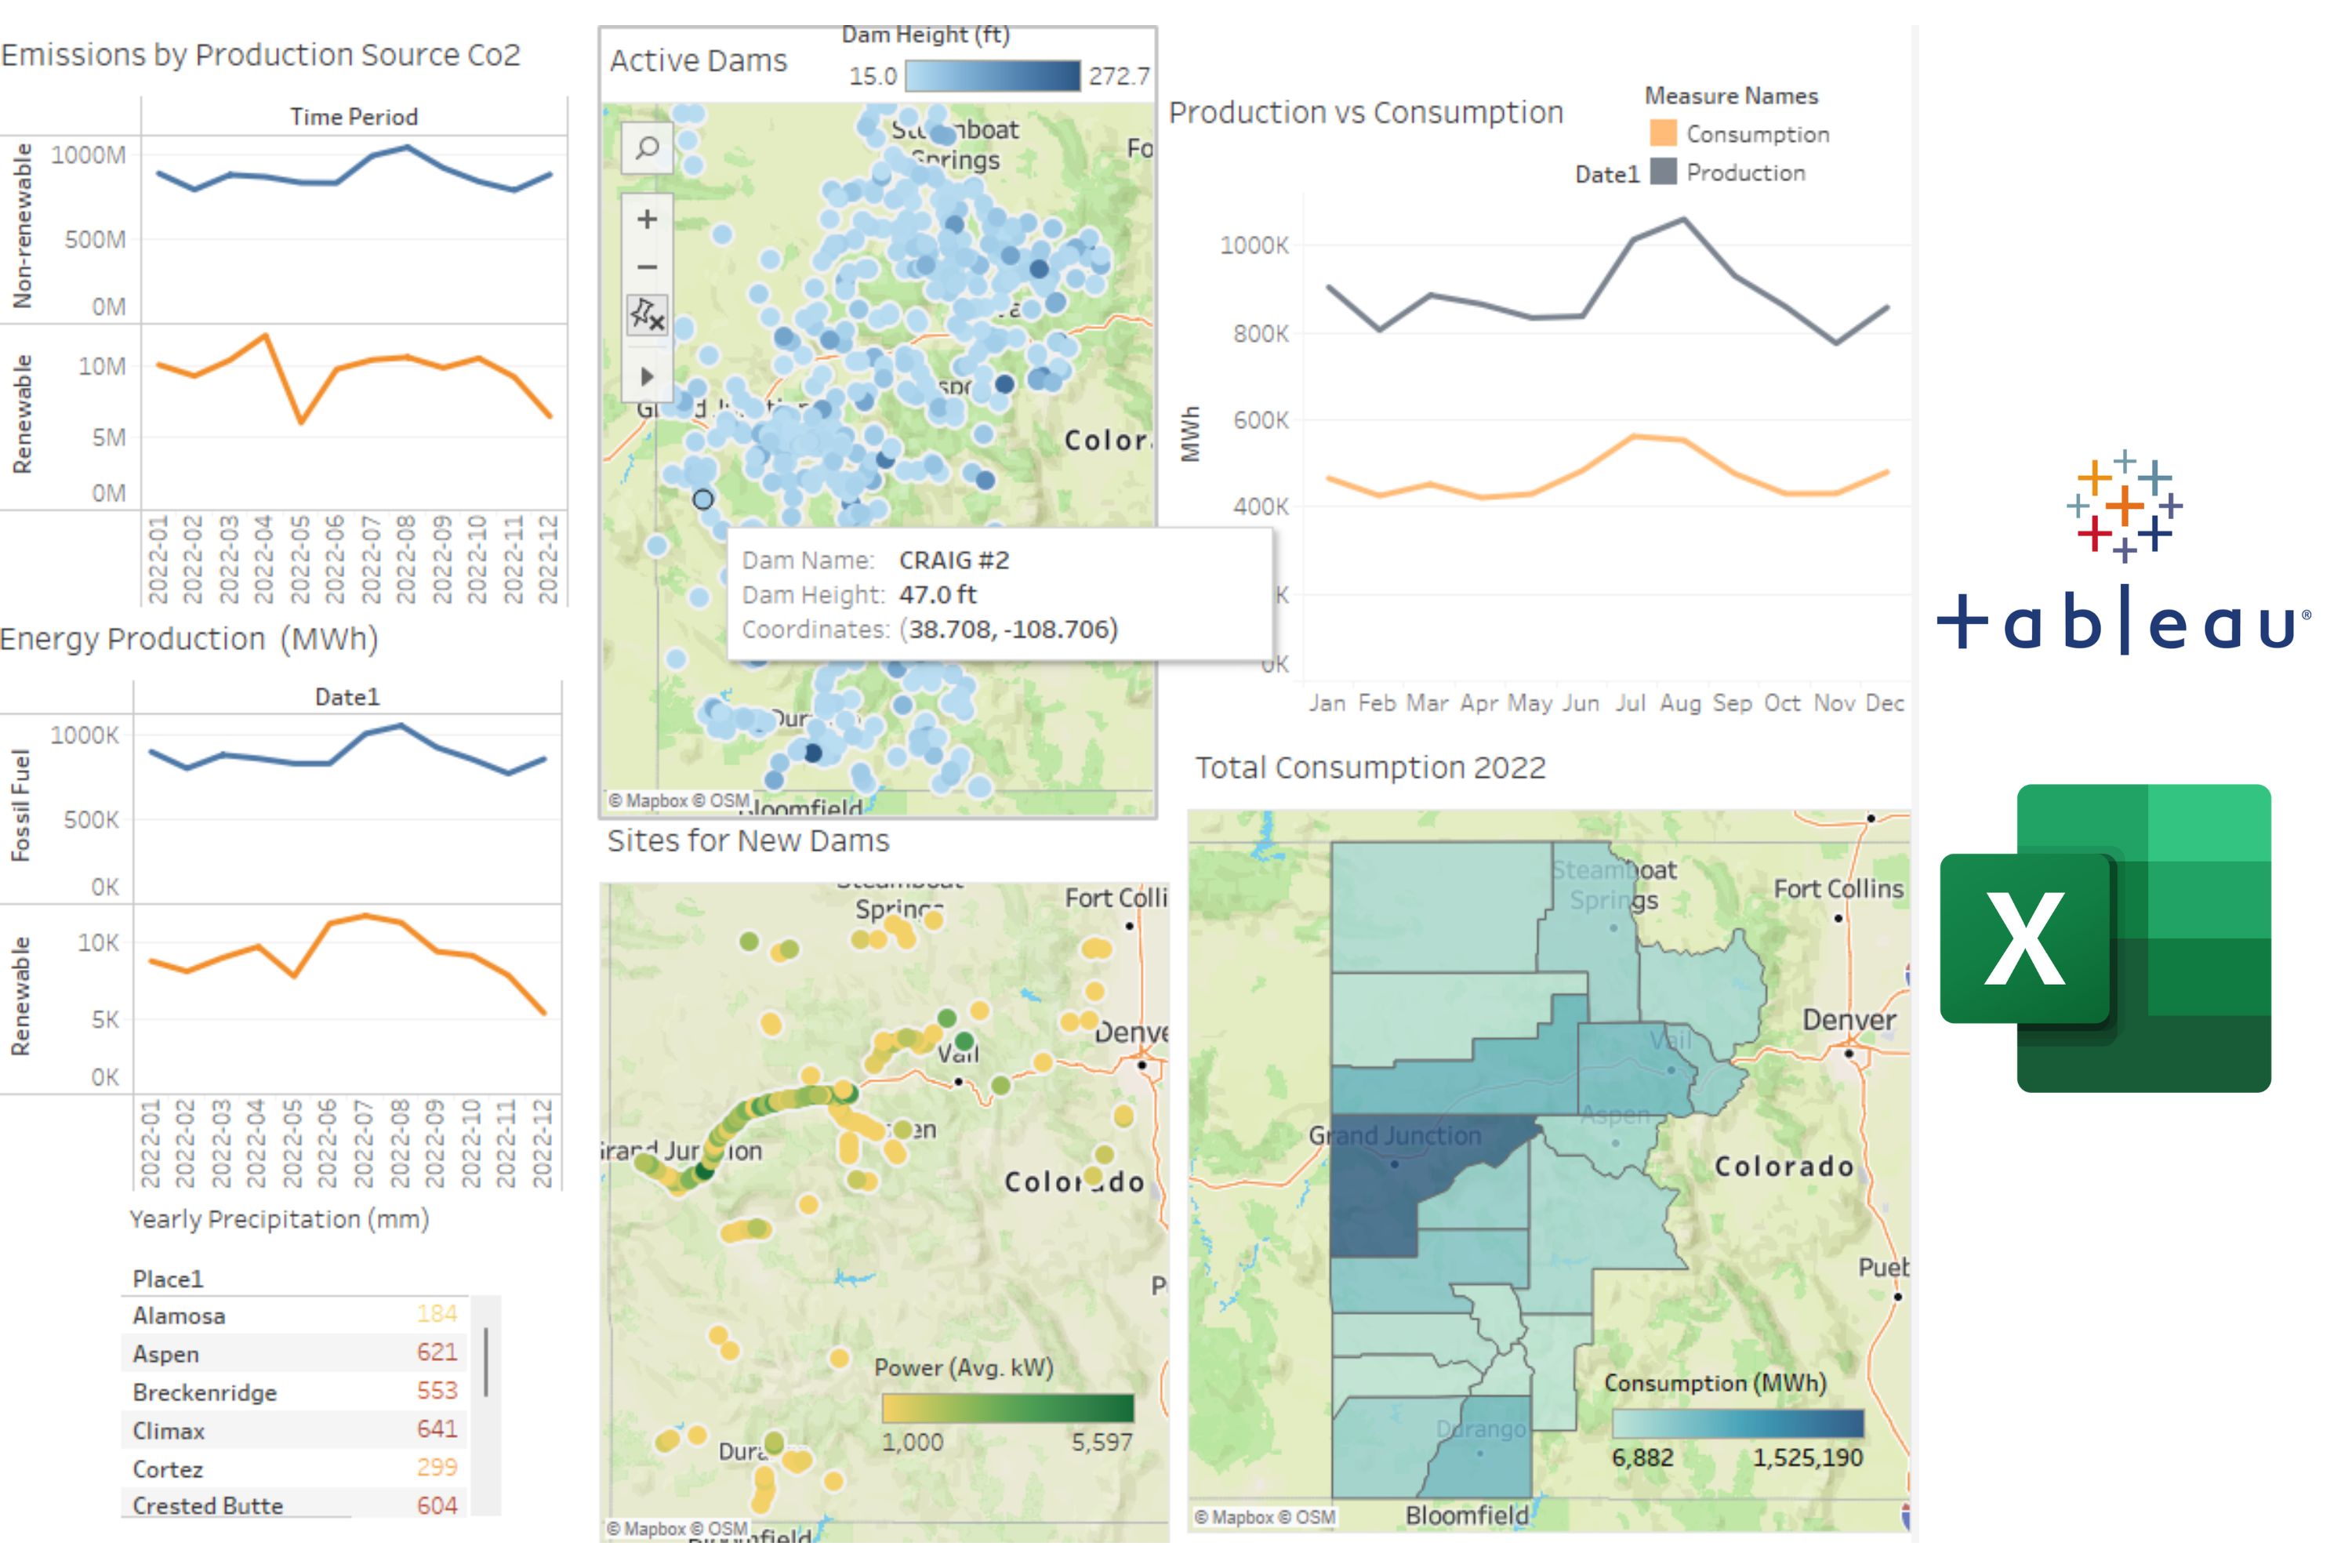 Emissions by Production Source Co2
Time Period
Non-renewable
1000M
500M
0M
Renewable
10M
5M
0M
2022-01
2022-02
2022-03
2022-04
2022-05
2022-06
2022-07
2022-08
2022-09
2022-10
2022-11
2022-12
Energy Production (MWh)
Date1
Fossil Fuel
1000K
500K
0K
Renewable
10K
5K
0K
2022-01
2022-02
2022-03
2022-04
2022-05
2022-06
2022-07
2022-08
2022-09
2022-10
2022-11
2022-12
Yearly Precipitation (mm)
Place1
Alamosa 184
Aspen 621
Breckenridge 553
Climax 641
Cortez 299
Crested Butte 604
Active Dams
Dam Height (ft)
15.0 272.7
Springs
Fo
Color
Dam Name: CRAIG #2
Dam Height: 47.0 ft
Coordinates: (38.708, -108.706)
Bloomfield
© Mapbox © OSM
Sites for New Dams
Steamboat
Springs
Fort Colli
Denve
Vail
Grand Junction
Colorado
P
Power (Avg. kW)
1,000 5,597
Dura
© Mapbox © OSM
Production vs Consumption
Measure Names
Consumption
Date1
Production
MWh
1000K
800K
600K
400K
K
0K
Jan Feb Mar Apr May Jun Jul Aug Sep Oct Nov Dec
Total Consumption 2022
Steamboat
Springs
Fort Collins
Denver
Vail
Aspen
Grand Junction
Colorado
Pueb
Consumption (MWh)
6,882 1,525,190
Durango
Bloomfield
© Mapbox © OSM
+ableau®
X